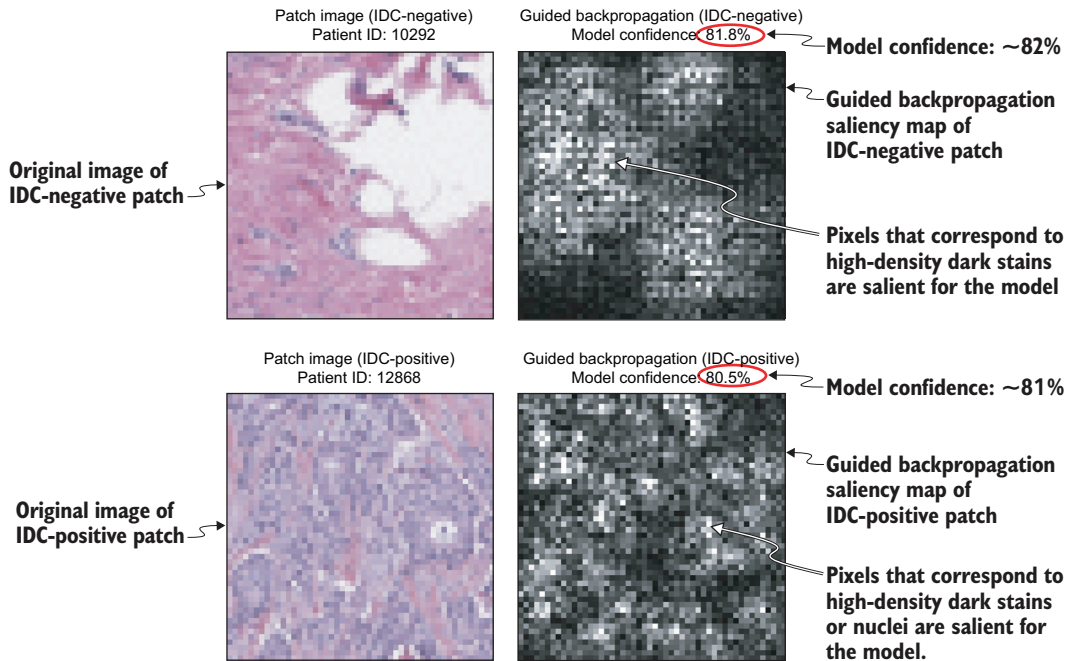 Patch image (IDC-negative)
Patient ID: 10292
Guided backpropagation (IDC-negative)
Model confidence: 81.8%
Model confidence: ~82%
Guided backpropagation
saliency map of
IDC-negative patch
Original image of
IDC-negative patch
Pixels that correspond to
high-density dark stains
are salient for the model
Patch image (IDC-positive)
Patient ID: 12868
Guided backpropagation (IDC-positive)
Model confidence: 80.5%
Model confidence: ~81%
Guided backpropagation
saliency map of
IDC-positive patch
Original image of
IDC-positive patch
Pixels that correspond to
high-density dark stains
or nuclei are salient for
the model.